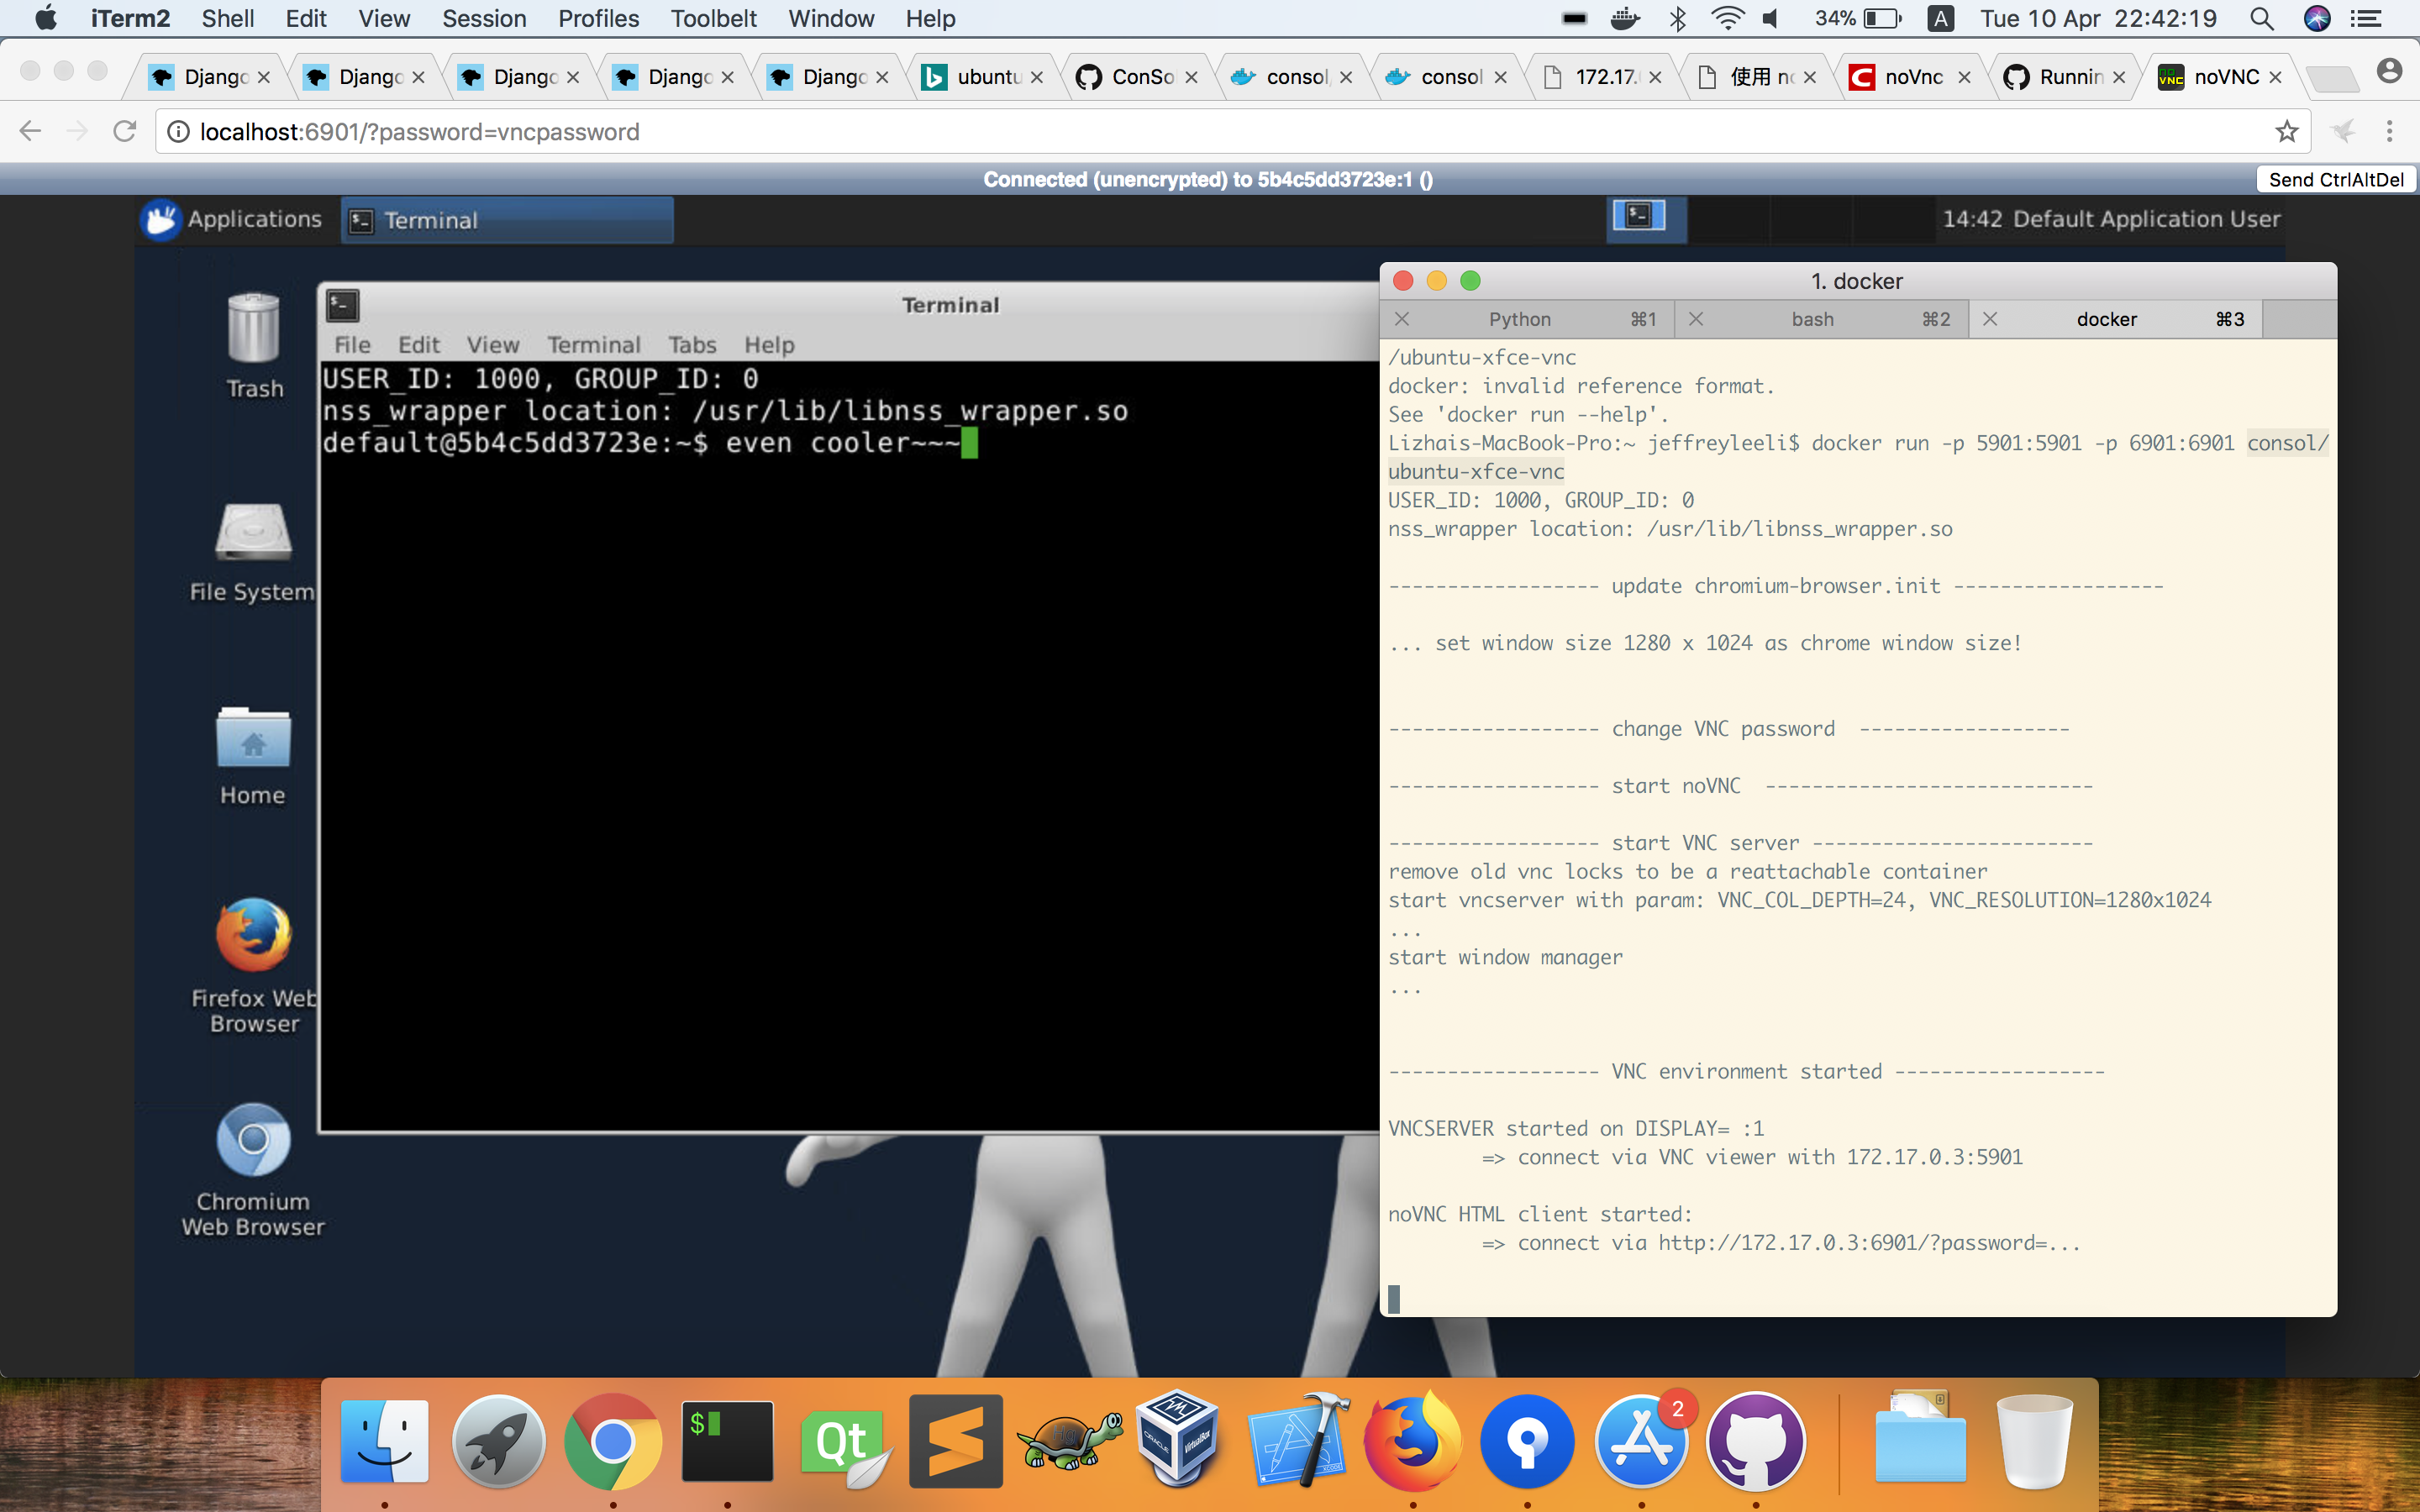 iTerm2 Shell Edit View Session Profiles Toolbelt Window Help 34% A Tue 10 Apr 22:42:19
Django Django Django Django Django ubuntu ConSo consol consol 172.17. 使用 noVnc Runnin noVNC
localhost:6901/?password=vncpassword
Connected (unencrypted) to 5b4c5dd3723e:1 ()
Send CtrlAltDel
Applications Terminal 14:42 Default Application User
Trash
File System
Home
Firefox Web
Browser
Chromium
Web Browser
Terminal
File Edit View Terminal Tabs Help
USER_ID: 1000, GROUP_ID: 0
nss_wrapper location: /usr/lib/libnss_wrapper.so
default@5b4c5dd3723e:~$ even cooler~~~
1. docker
Python ⌘1 bash ⌘2 docker ⌘3
/ubuntu-xfce-vnc
docker: invalid reference format.
See 'docker run --help'.
Lizhais-MacBook-Pro:~ jeffreyleeli$ docker run -p 5901:5901 -p 6901:6901 consol/
ubuntu-xfce-vnc
USER_ID: 1000, GROUP_ID: 0
nss_wrapper location: /usr/lib/libnss_wrapper.so
------------------ update chromium-browser.init ------------------
... set window size 1280 x 1024 as chrome window size!
------------------ change VNC password  ------------------
------------------ start noVNC  ----------------------------
------------------ start VNC server ------------------------
remove old vnc locks to be a reattachable container
start vncserver with param: VNC_COL_DEPTH=24, VNC_RESOLUTION=1280x1024
...
start window manager
...
------------------ VNC environment started ------------------
VNCSERVER started on DISPLAY= :1
=> connect via VNC viewer with 172.17.0.3:5901
noVNC HTML client started:
=> connect via http://172.17.0.3:6901/?password=...
$
Qt
2